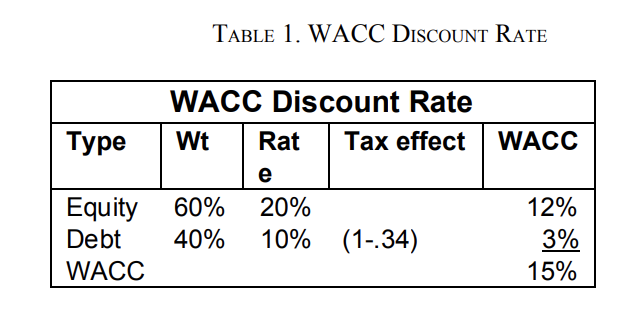 TABLE 1. WACC DISCOUNT RATE
WACC Discount Rate
Type Wt Rat Tax effect WACC
e
Equity 60% 20% 12%
Debt 40% 10% (1-.34) 3%
WACC 15%